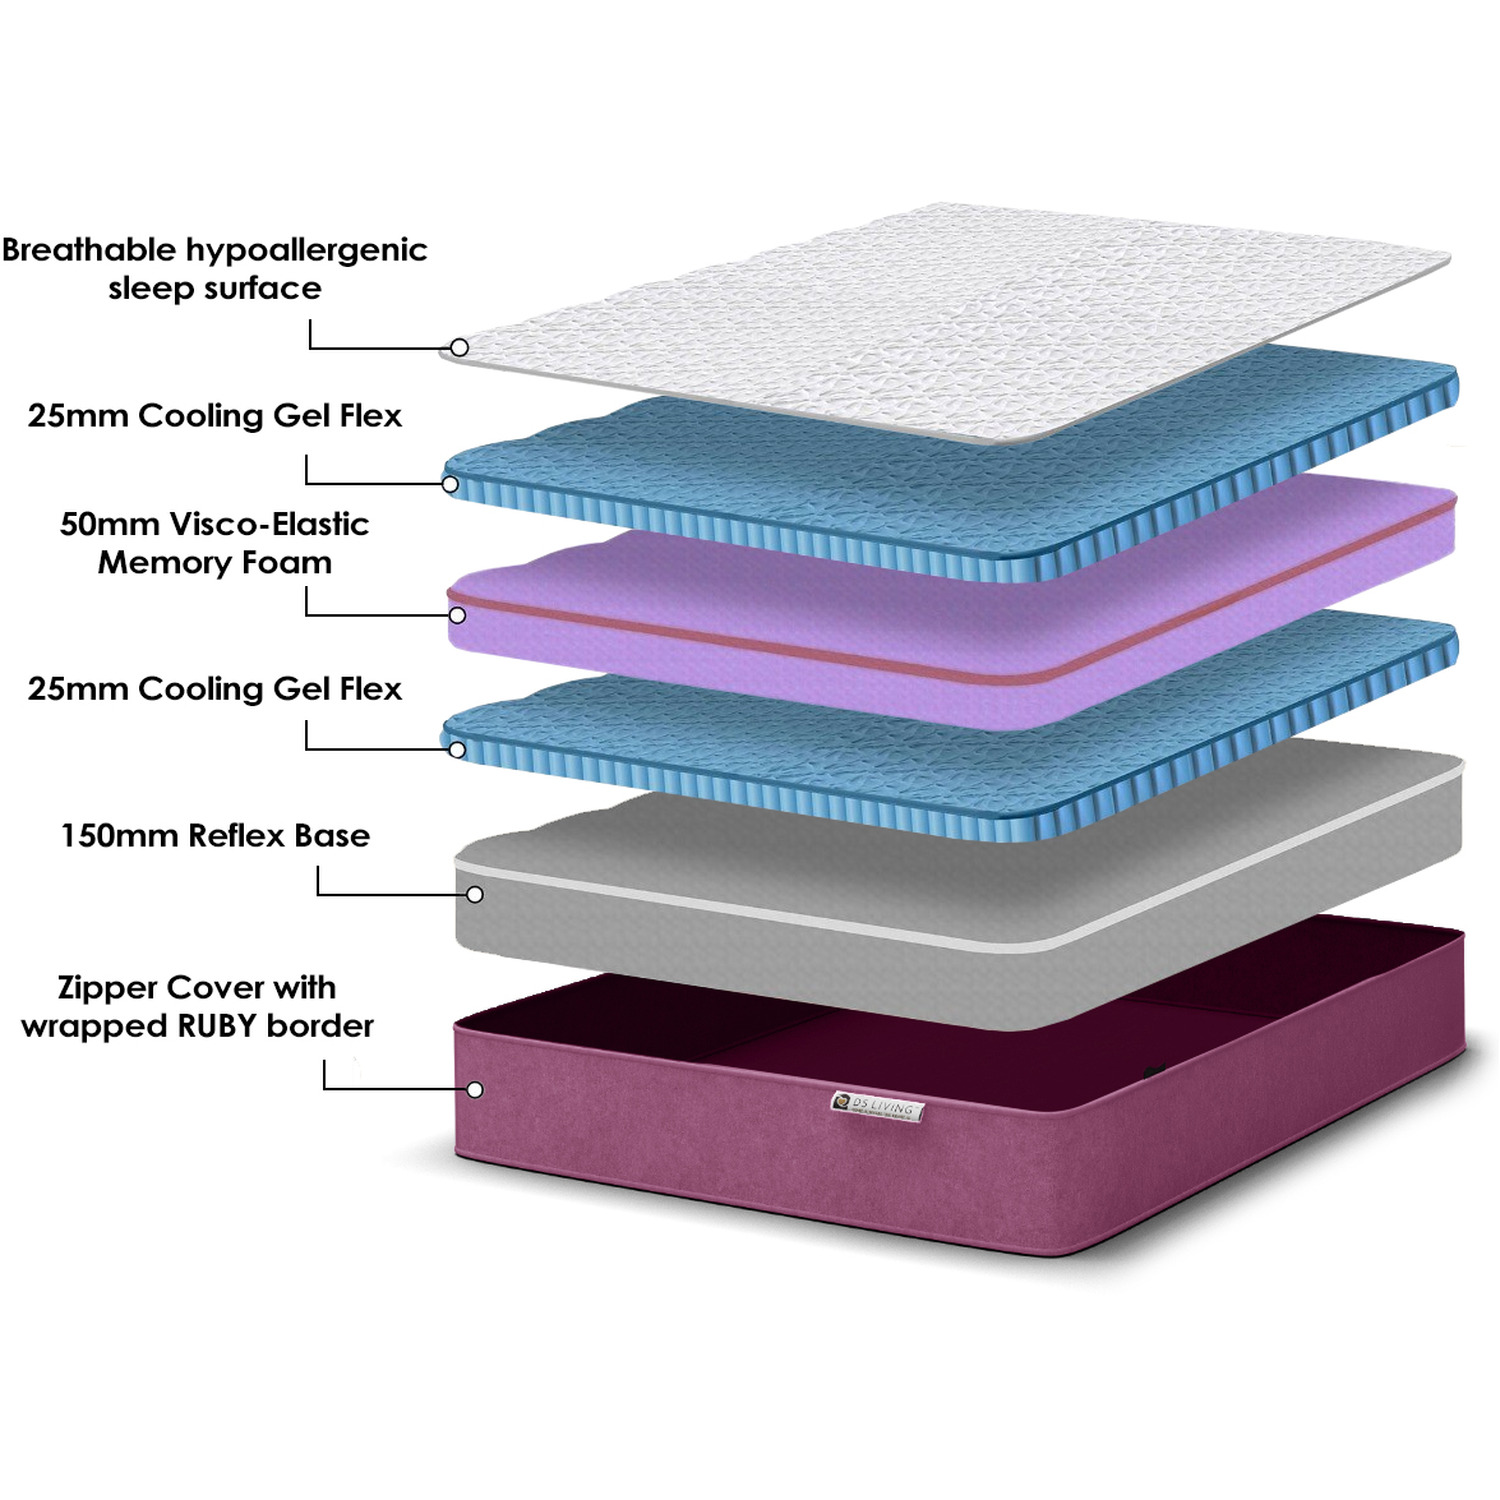 Breathable hypoallergenic
sleep surface
25mm Cooling Gel Flex
50mm Visco-Elastic
Memory Foam
25mm Cooling Gel Flex
150mm Reflex Base
Zipper Cover with
wrapped RUBY border
DS LIVING